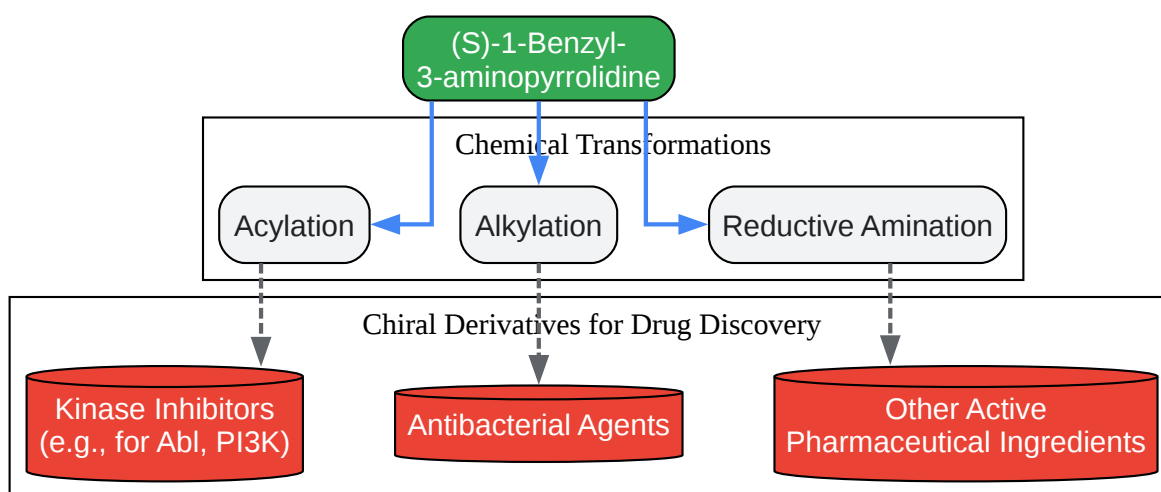 (S)-1-Benzyl-
3-aminopyrrolidine
Chemical Transformations
Acylation
Alkylation
Reductive Amination
Chiral Derivatives for Drug Discovery
Kinase Inhibitors
(e.g., for Abl, PI3K)
Antibacterial Agents
Other Active
Pharmaceutical Ingredients